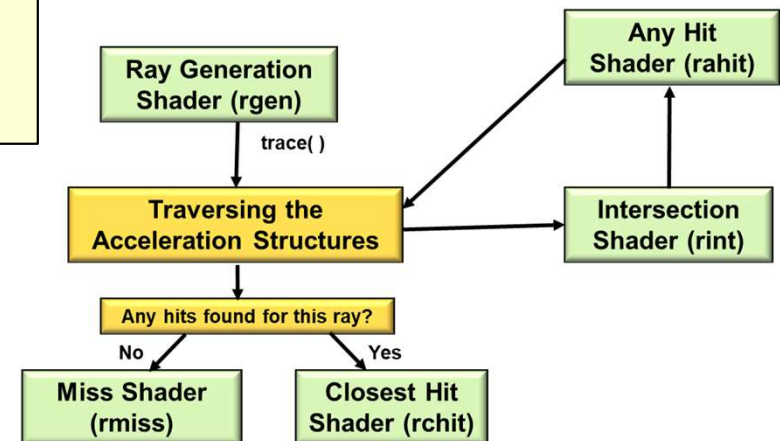 Any Hit
Shader (rahit)
Ray Generation
Shader (rgen)
trace( )
Traversing the
Acceleration Structures
Intersection
Shader (rint)
Any hits found for this ray?
No
Yes
Miss Shader
(rmiss)
Closest Hit
Shader (rchit)